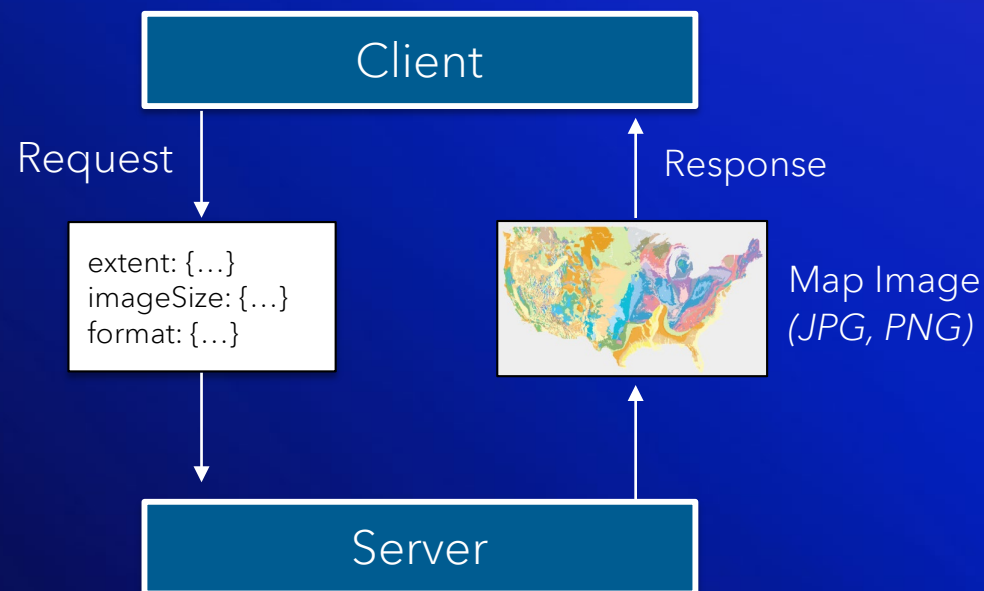 Client
Request
Response
extent: {…}
imageSize: {…}
format: {…}
Map Image
(JPG, PNG)
Server